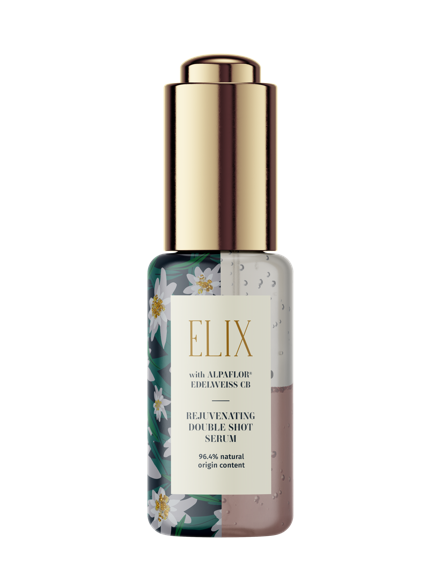 ELIX
with ALPAFLOR®
EDELWEISS CB
REJUVENATING
DOUBLE SHOT
SERUM
96.4% natural
origin content